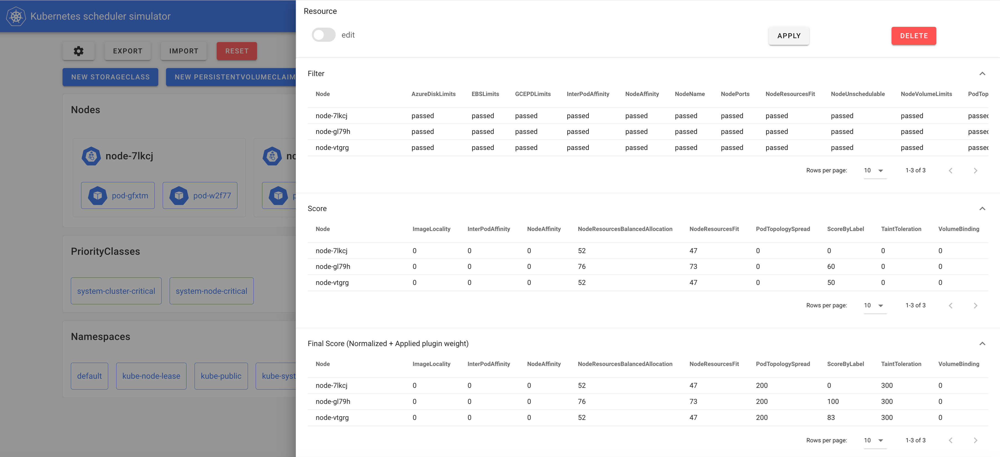 Kubernetes scheduler simulator
EXPORT IMPORT RESET
NEW STORAGECLASS NEW PERSISTENTVOLUMECLAIM
Nodes
node-7lkcj
pod-gfxtm pod-w2f77
PriorityClasses
system-cluster-critical system-node-critical
Namespaces
default kube-node-lease kube-public kube-syst
Resource
edit APPLY DELETE
Filter
Node AzureDiskLimits EBSLimits GCEPDLimits InterPodAffinity NodeAffinity NodeName NodePorts NodeResourcesFit NodeUnschedulable NodeVolumeLimits PodTop
node-7lkcj passed passed passed passed passed passed passed passed passed passed passed
node-gl79h passed passed passed passed passed passed passed passed passed passed passed
node-vtgrg passed passed passed passed passed passed passed passed passed passed passed
Rows per page: 10 1-3 of 3
Score
Node ImageLocality InterPodAffinity NodeAffinity NodeResourcesBalancedAllocation NodeResourcesFit PodTopologySpread ScoreByLabel TaintToleration VolumeBinding
node-7lkcj 0 0 0 52 47 0 0 0 0
node-gl79h 0 0 0 76 73 0 60 0 0
node-vtgrg 0 0 0 52 47 0 50 0 0
Rows per page: 10 1-3 of 3
Final Score (Normalized + Applied plugin weight)
Node ImageLocality InterPodAffinity NodeAffinity NodeResourcesBalancedAllocation NodeResourcesFit PodTopologySpread ScoreByLabel TaintToleration VolumeBinding
node-7lkcj 0 0 0 52 47 200 0 300 0
node-gl79h 0 0 0 76 73 200 100 300 0
node-vtgrg 0 0 0 52 47 200 83 300 0
Rows per page: 10 1-3 of 3